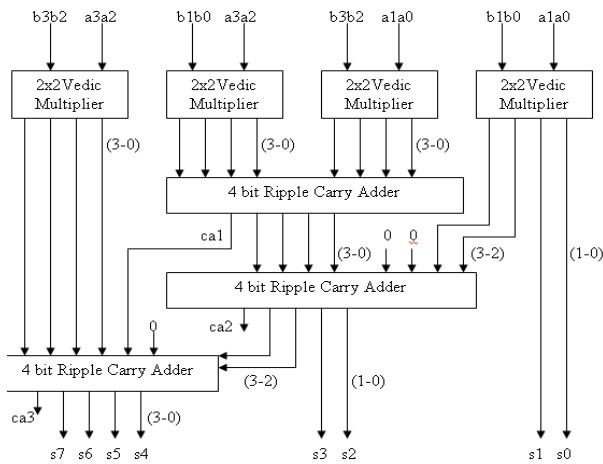 b3b2 a3a2 b1b0 a3a2 b3b2 a1a0 b1b0 a1a0
2x2Vedic Multiplier
2x2Vedic Multiplier
2x2Vedic Multiplier
2x2Vedic Multiplier
(3-0) (3-0) (3-0)
4 bit Ripple Carry Adder
ca1 0 0
(3-0) (3-2) (1-0)
4 bit Ripple Carry Adder
0 ca2
4 bit Ripple Carry Adder
(3-2) (1-0)
ca3 (3-0)
s7 s6 s5 s4 s3 s2 s1 s0